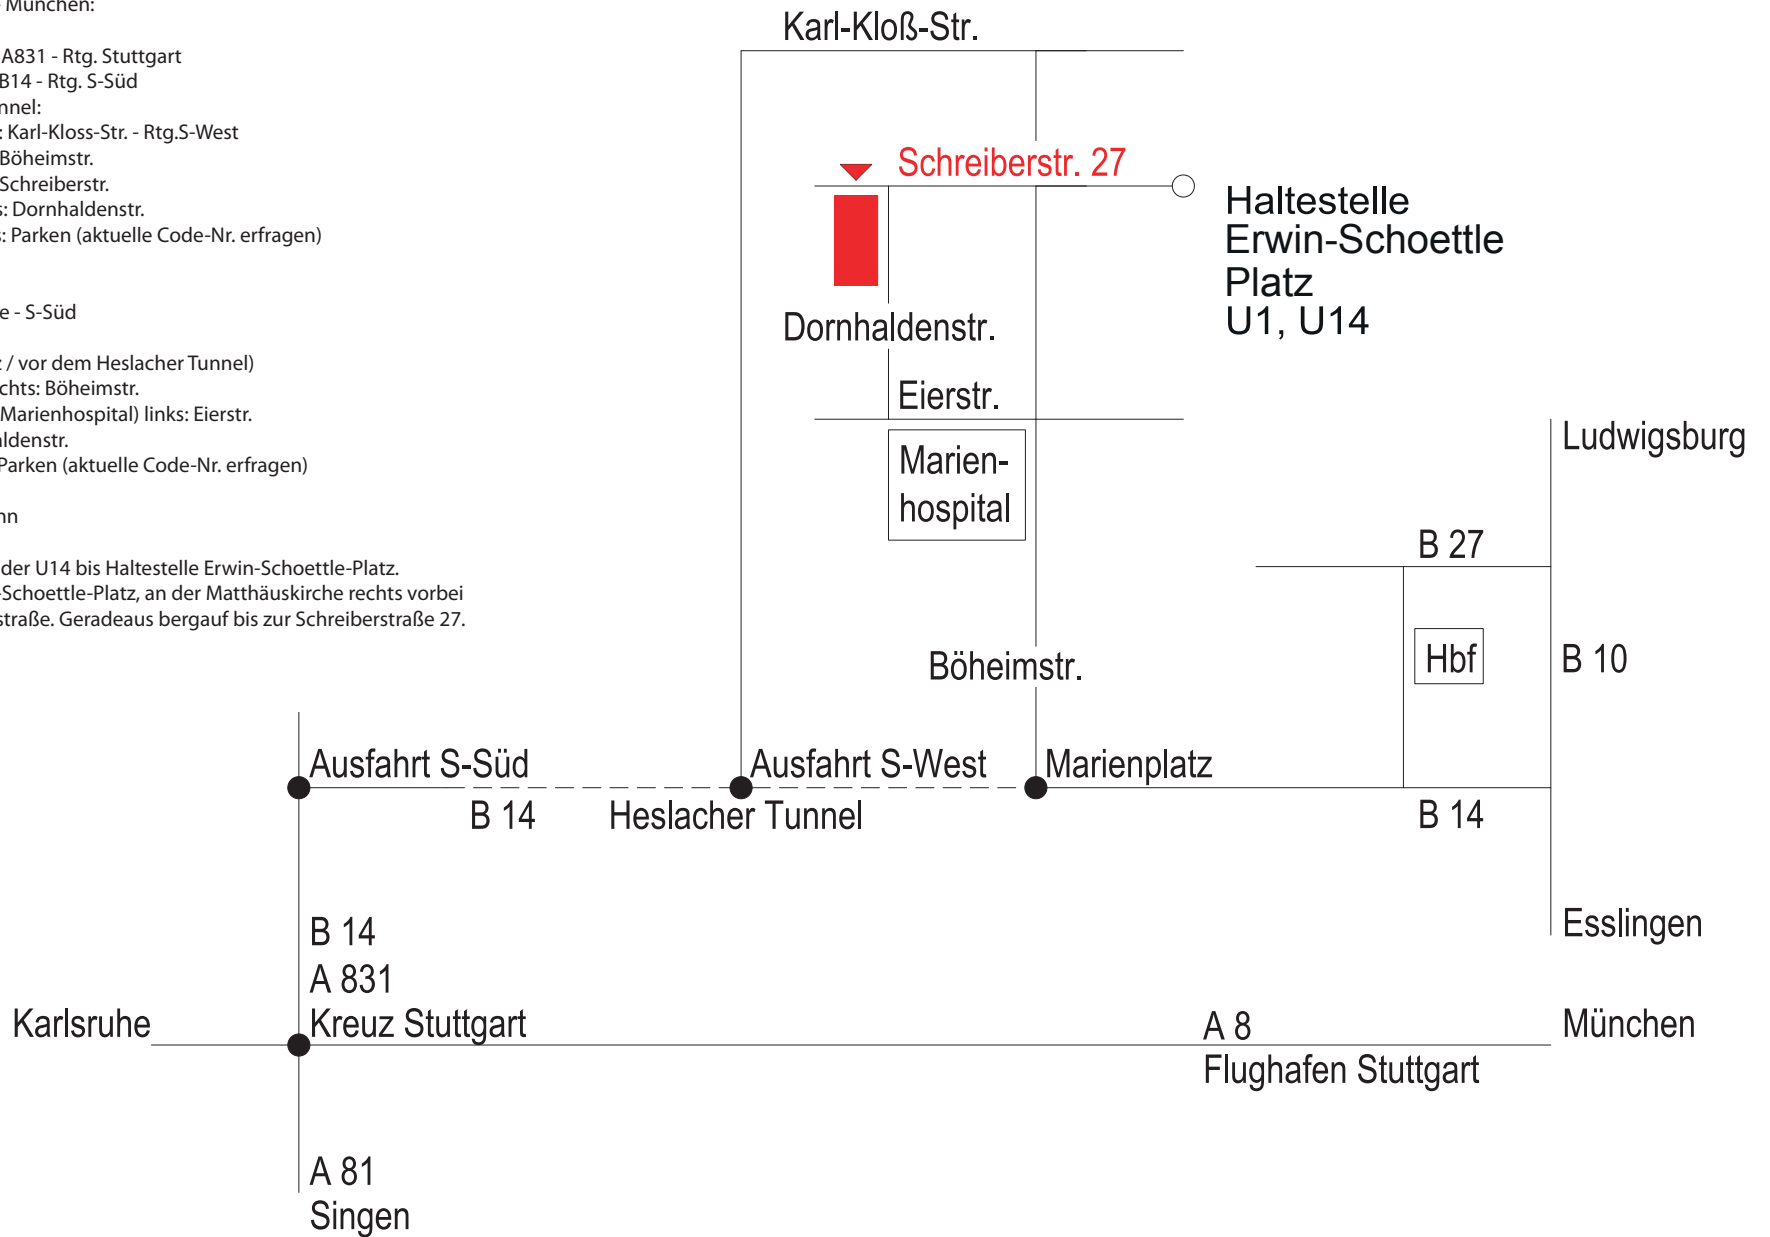 München:
A831 - Rtg. Stuttgart
B14 - Rtg. S-Süd
nnel:
: Karl-Kloss-Str. - Rtg.S-West
Böheimstr.
Schreiberstr.
s: Dornhaldenstr.
s: Parken (aktuelle Code-Nr. erfragen)
e - S-Süd
z / vor dem Heslacher Tunnel)
chts: Böheimstr.
Marienhospital) links: Eierstr.
ldenstr.
Parken (aktuelle Code-Nr. erfragen)
hn
der U14 bis Haltestelle Erwin-Schoettle-Platz.
-Schoettle-Platz, an der Matthäuskirche rechts vorbei
straße. Geradeaus bergauf bis zur Schreiberstraße 27.
Karl-Kloß-Str.
Schreiberstr. 27
Haltestelle
Erwin-Schoettle
Platz
U1, U14
Dornhaldenstr.
Eierstr.
Marien-
hospital
Ludwigsburg
B 27
Hbf
B 10
Böheimstr.
Ausfahrt S-Süd
Ausfahrt S-West
Marienplatz
B 14
Heslacher Tunnel
B 14
Esslingen
B 14
A 831
Karlsruhe
Kreuz Stuttgart
A 8
München
Flughafen Stuttgart
A 81
Singen